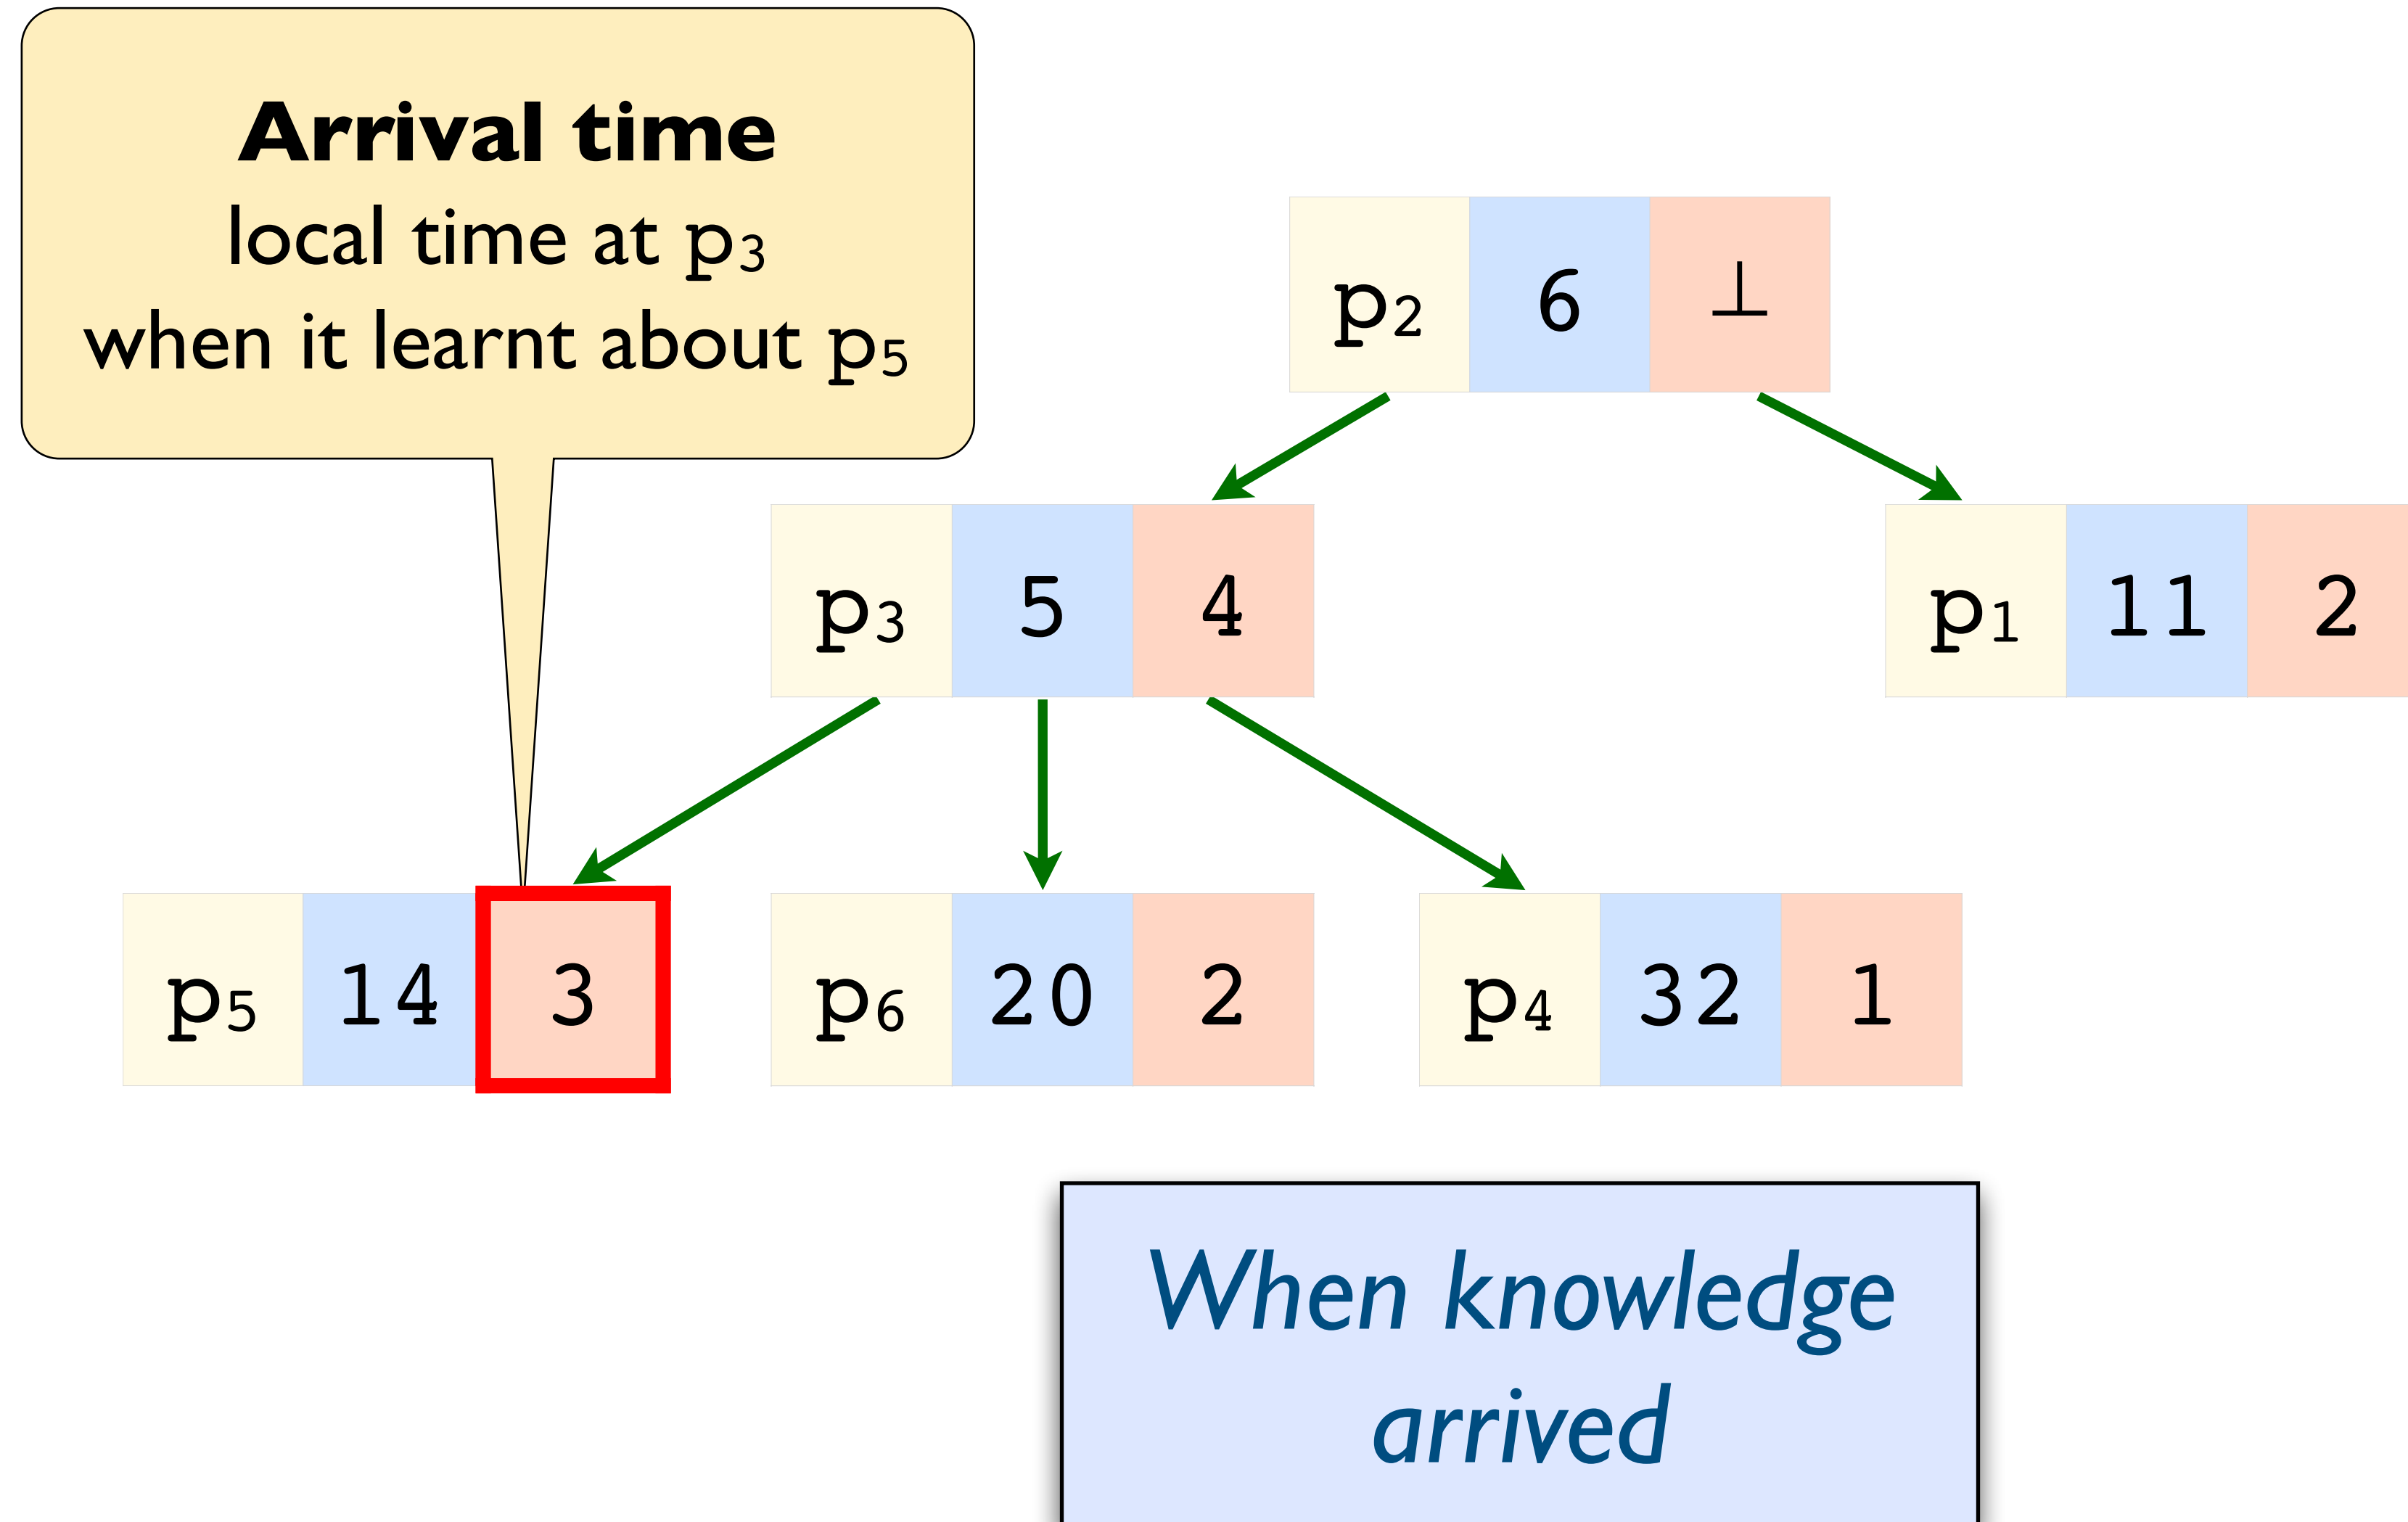 Arrival time
local time at p₃
when it learnt about p₅
p₂ 6 ⊥
p₃ 5 4
p₁ 11 2
p₅ 14 3
p₆ 20 2
p₄ 32 1
When knowledge
arrived